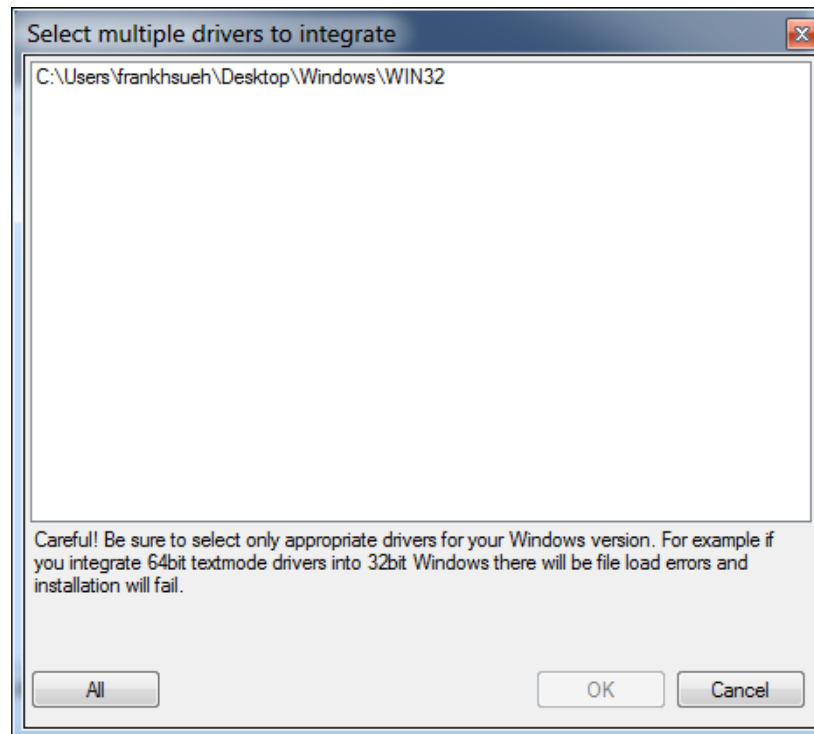 Select multiple drivers to integrate
C:\Users\frankhsueh\Desktop\Windows\WIN32
Careful! Be sure to select only appropriate drivers for your Windows version. For example if
you integrate 64bit textmode drivers into 32bit Windows there will be file load errors and
installation will fail.
All
OK
Cancel